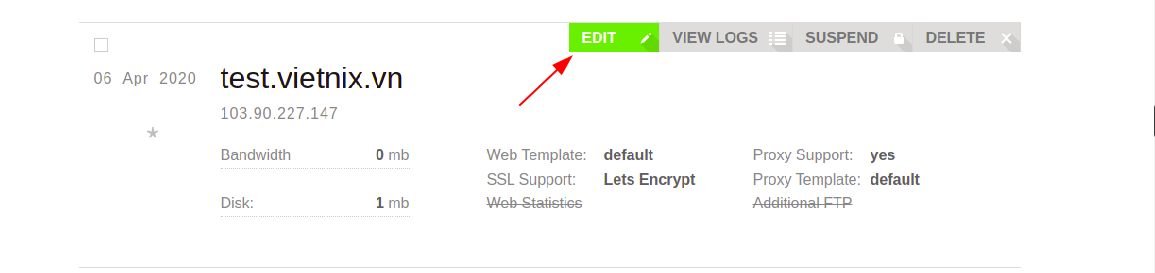 EDIT VIEW LOGS SUSPEND DELETE
06 Apr 2020 test.vietnix.vn
103.90.227.147
Bandwidth 0 mb Web Template: default Proxy Support: yes
SSL Support: Lets Encrypt Proxy Template: default
Disk: 1 mb Web Statistics Additional FTP